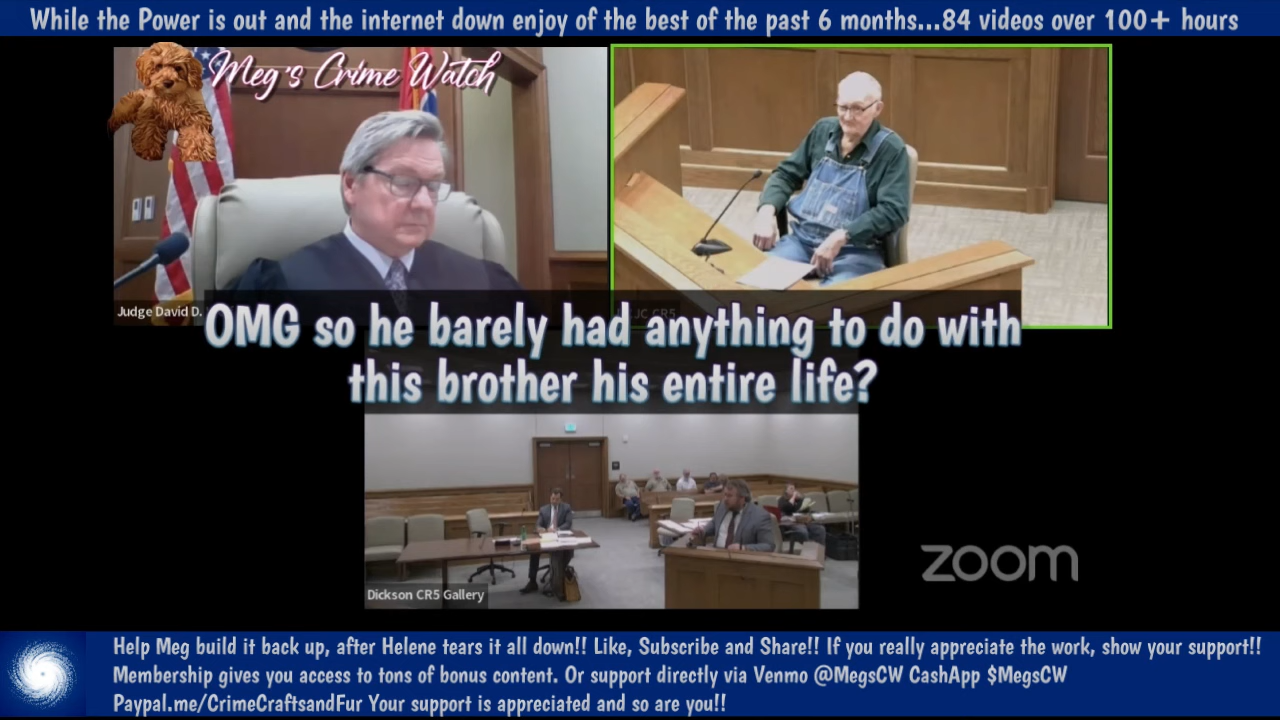 While the Power is out and the internet down enjoy of the best of the past 6 months...84 videos over 100+ hours
Meg's Crime Watch
Judge David D.
JC CR5
OMG so he barely had anything to do with
this brother his entire life?
Dickson CR5 Gallery
zoom
Help Meg build it back up, after Helene tears it all down!! Like, Subscribe and Share!! If you really appreciate the work, show your support!!
Membership gives you access to tons of bonus content. Or support directly via Venmo @MegsCW CashApp $MegsCW
Paypal.me/CrimeCraftsandFur Your support is appreciated and so are you!!